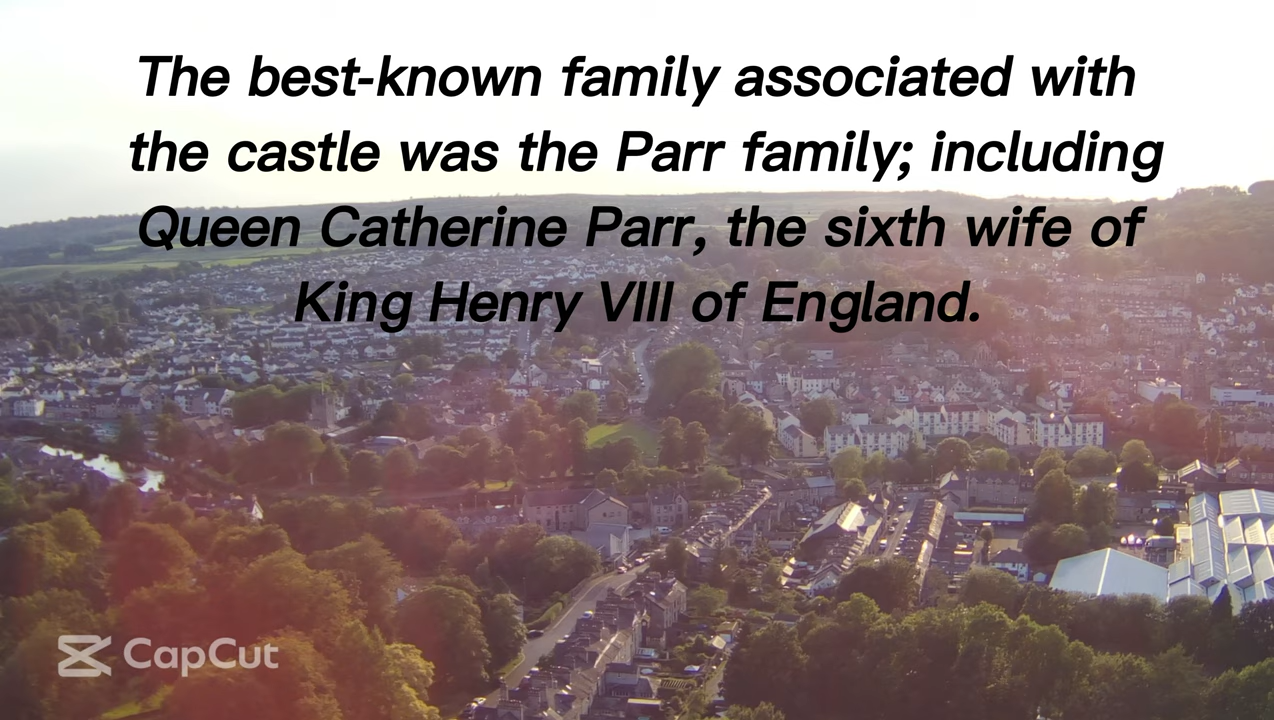 The best-known family associated with
the castle was the Parr family; including
Queen Catherine Parr, the sixth wife of
King Henry VIII of England.
CapCut